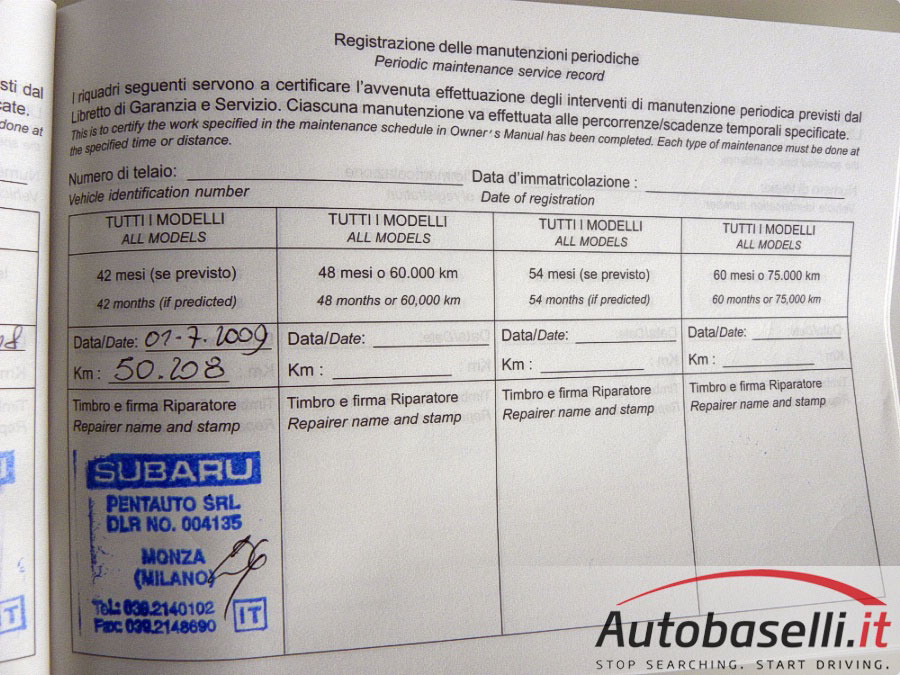 sti dal
cate.
done at
Registrazione delle manutenzioni periodiche
Periodic maintenance service record
I riquadri seguenti servono a certificare l'avvenuta effettuazione degli interventi di manutenzione periodica previsti dal
Libretto di Garanzia e Servizio. Ciascuna manutenzione va effettuata alle percorrenze/scadenze temporali specificate.
This is to certify the work specified in the maintenance schedule in Owner's Manual has been completed. Each type of maintenance must be done at
the specified time or distance.
Numero di telaio: Data d'immatricolazione :
Vehicle identification number Date of registration
TUTTI I MODELLI TUTTI I MODELLI TUTTI I MODELLI TUTTI I MODELLI
ALL MODELS ALL MODELS ALL MODELS ALL MODELS
42 mesi (se previsto) 48 mesi o 60.000 km 54 mesi (se previsto) 60 mesi o 75.000 km
42 months (if predicted) 48 months or 60,000 km 54 months (if predicted) 60 months or 75,000 km
Data/Date: 01-7.2009 Data/Date: Data/Date: Data/Date:
Km : 50.208 Km : Km : Km :
Timbro e firma Riparatore Timbro e firma Riparatore Timbro e firma Riparatore Timbro e firma Riparatore
Repairer name and stamp Repairer name and stamp Repairer name and stamp Repairer name and stamp
SUBARU
PENTAUTO SRL
DLR NO. 004135
MONZA
(MILANO)
Tel.: 039.2140102
Fax: 039.2148690
IT
IT
Autobaselli.it
STOP SEARCHING. START DRIVING.